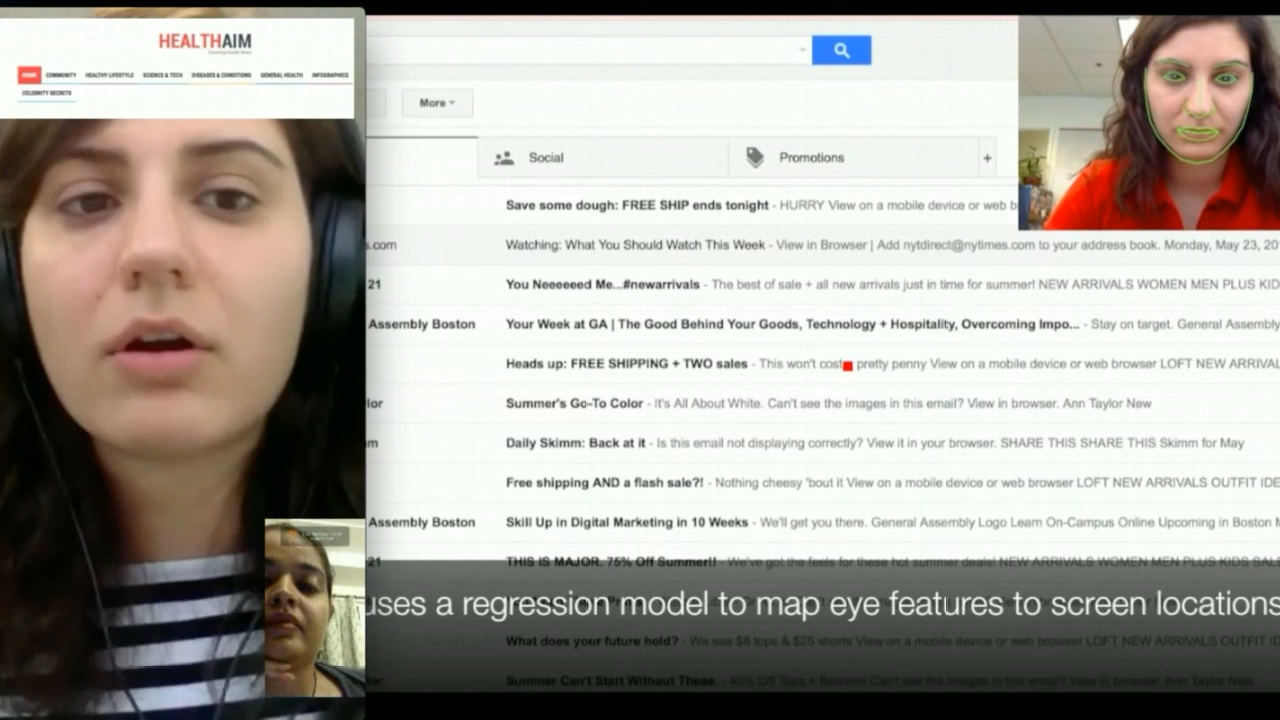 HEALTHAIM
HOME COMMUNITY HEALTHY LIFESTYLE SCIENCE & TECH DISEASES & CONDITIONS GENERAL HEALTH INFOGRAPHICS
CELEBRITY SECRETS
More
Social
Promotions
+
Save some dough: FREE SHIP ends tonight - HURRY View on a mobile device or web b
s.com Watching: What You Should Watch This Week - View in Browser | Add nytdirect@nytimes.com to your address book. Monday, May 23, 20
21 You Neeeeeed Me...#newarrivals - The best of sale + all new arrivals just in time for summer! NEW ARRIVALS WOMEN MEN PLUS KID
Assembly Boston Your Week at GA | The Good Behind Your Goods, Technology + Hospitality, Overcoming Impo... - Stay on target. General Assembly
Heads up: FREE SHIPPING + TWO sales - This won't cost pretty penny View on a mobile device or web browser LOFT NEW ARRIVAL
lor Summer's Go-To Color - It's All About White. Can't see the images in this email? View in browser. Ann Taylor New
m Daily Skimm: Back at it - Is this email not displaying correctly? View it in your browser. SHARE THIS SHARE THIS Skimm for May
Free shipping AND a flash sale?! - Nothing cheesy 'bout it View on a mobile device or web browser LOFT NEW ARRIVALS OUTFIT IDE
Assembly Boston Skill Up in Digital Marketing in 10 Weeks - We'll get you there. General Assembly Logo Learn On-Campus Online Upcoming in Boston
21 THIS IS MAJOR. 75% Off Summer!! - We've got the feels for these hot summer deals! NEW ARRIVALS WOMEN MEN PLUS KIDS SAL
uses a regression model to map eye features to screen locations
What does your future hold? - We see $8 tops & $25 shorts View on a mobile device or web browser LOFT NEW ARRIVALS OUTFIT IDE
tor Summer Can't Start Without These. - 40% Off Tops + Bottoms Can't see the images in this email? View in browser. Ann Taylor New